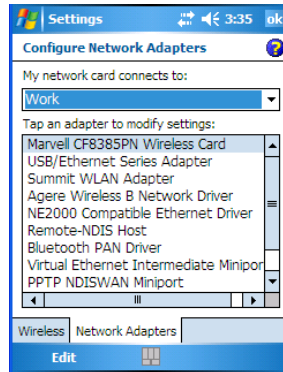 Settings 3:35 ok
Configure Network Adapters
My network card connects to:
Work
Tap an adapter to modify settings:
Marvell CF8385PN Wireless Card
USB/Ethernet Series Adapter
Summit WLAN Adapter
Agere Wireless B Network Driver
NE2000 Compatible Ethernet Driver
Remote-NDIS Host
Bluetooth PAN Driver
Virtual Ethernet Intermediate Minipor
PPTP NDISWAN Miniport
Wireless Network Adapters
Edit